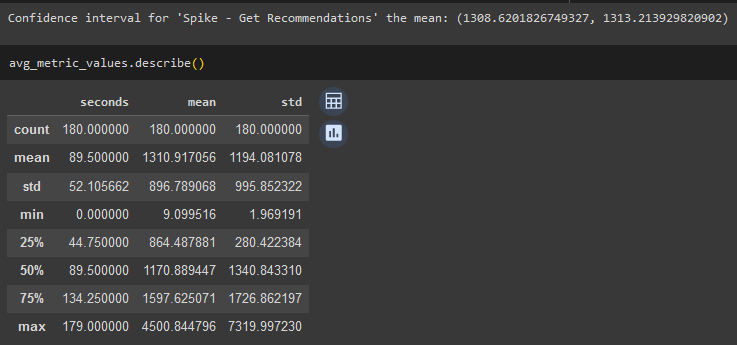 Confidence interval for 'Spike - Get Recommendations' the mean: (1308.6201826749327, 1313.213929820902)
avg_metric_values.describe()
seconds mean std
count 180.000000 180.000000 180.000000
mean 89.500000 1310.917056 1194.081078
std 52.105662 896.789068 995.852322
min 0.000000 9.099516 1.969191
25% 44.750000 864.487881 280.422384
50% 89.500000 1170.889447 1340.843310
75% 134.250000 1597.625071 1726.862197
max 179.000000 4500.844796 7319.997230